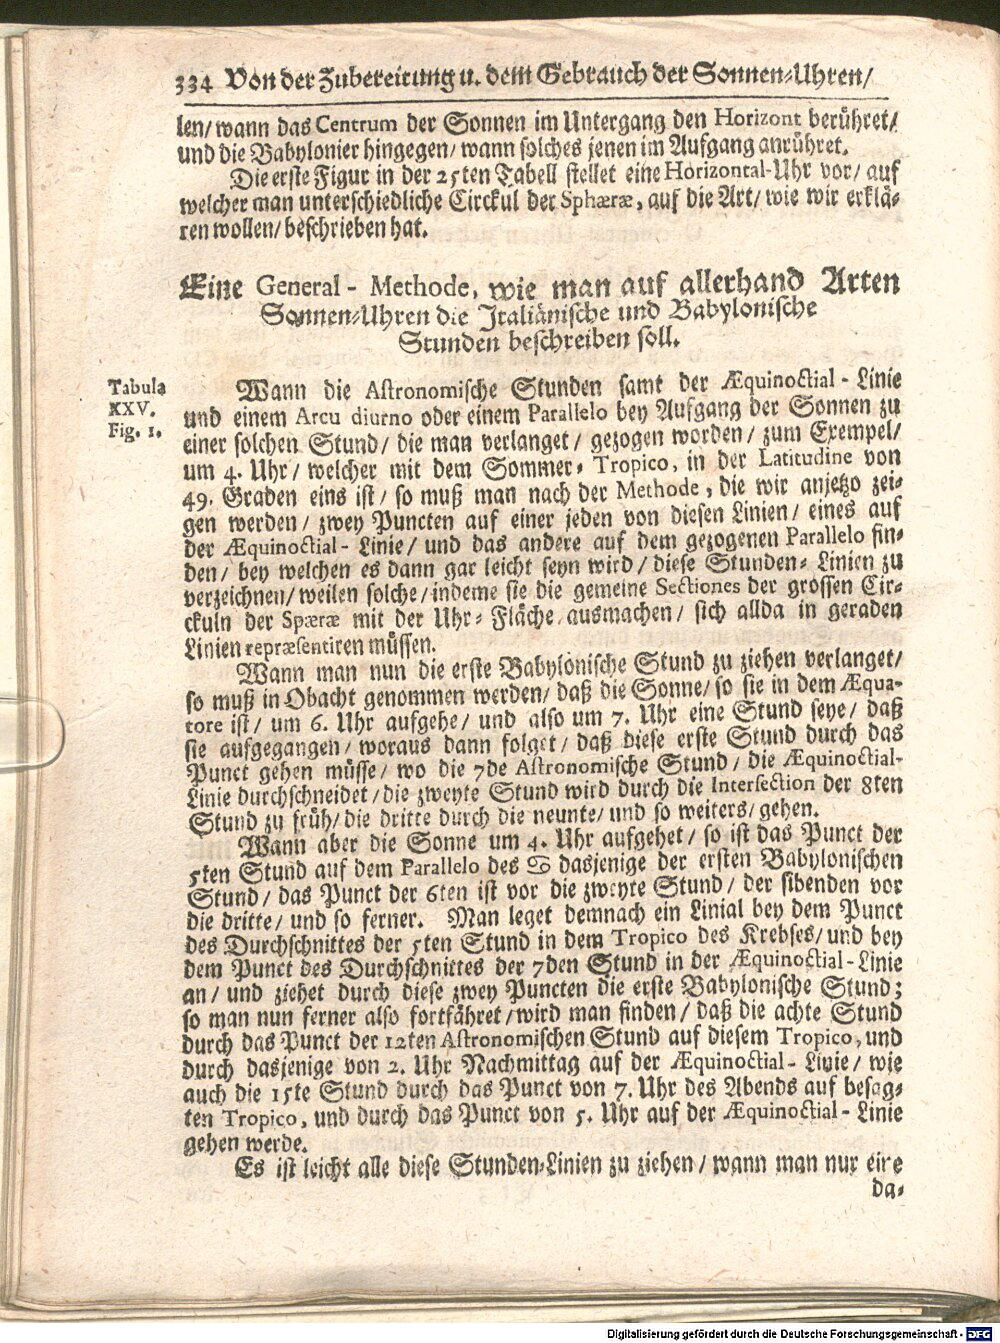 334 Von der Zubereitung u. dem Gebrauch der Sonnen-Uhren/
len/ wann das Centrum der Sonnen im Untergang den Horizont berühret/
und die Babylonier hingegen/ wann solches jenen im Aufgang anrühret.
Die erste Figur in der 25ten Tabell stellet eine Horizontal-Uhr vor/ auf
welcher man unterschiedliche Circkul der Sphæræ, auf die Art/ wie wir erklä-
ren wollen/ beschrieben hat.
Eine General - Methode, wie man auf allerhand Arten
Sonnen-Uhren die Italiänische und Babylonische
Stunden beschreiben soll.
Tabula
XXV.
Fig. 1.
Wann die Astronomische Stunden samt der Æquinoctial - Linie
und einem Arcu diurno oder einem Parallelo bey Aufgang der Sonnen zu
einer solchen Stund/ die man verlanget/ gezogen worden/ zum Exempel/
um 4. Uhr/ welcher mit dem Sommer- Tropico, in der Latitudine von
49. Graden eins ist/ so muß man nach der Methode, die wir anjetzo zei-
gen werden/ zwey Puncten auf einer jeden von diesen Linien/ eines auf
der Æquinoctial - Linie/ und das andere auf dem gezogenen Parallelo fin-
den/ bey welchen es dann gar leicht seyn wird/ diese Stunden- Linien zu
verzeichnen/ weilen solche/ indeme sie die gemeine Sectiones der grossen Cir-
ckuln der Spæræ mit der Uhr- Fläche ausmachen/ sich allda in geraden
Linien repræsentiren müssen.
Wann man nun die erste Babylonische Stund zu ziehen verlanget/
so muß in Obacht genommen werden/ daß die Sonne/ so sie in dem Æqua-
tore ist/ um 6. Uhr aufgehe/ und also um 7. Uhr eine Stund seye/ daß
sie aufgegangen/ woraus dann folget/ daß diese erste Stund durch das
Punct gehen müsse/ wo die 7de Astronomische Stund/ die Æquinoctial-
Linie durchschneidet/ die zweyte Stund wird durch die Intersection der 8ten
Stund zu früh/ die dritte durch die neunte/ und so weiters/ gehen.
Wann aber die Sonne um 4. Uhr aufgehet/ so ist das Punct der
5ten Stund auf dem Parallelo des ♋ dasjenige der ersten Babylonischen
Stund/ das Punct der 6ten ist vor die zweyte Stund/ der sibenden vor
die dritte/ und so ferner. Man leget demnach ein Linial bey dem Punct
des Durchschnittes der 5ten Stund in dem Tropico des Krebses/ und bey
dem Punct des Durchschnittes der 7den Stund in der Æquinoctial - Linie
an/ und ziehet durch diese zwey Puncten die erste Babylonische Stund;
so man nun ferner also fortfähret/ wird man finden/ daß die achte Stund
durch das Punct der 12ten Astronomischen Stund auf diesem Tropico, und
durch dasjenige von 2. Uhr Nachmittag auf der Æquinoctial - Linie/ wie
auch die 15te Stund durch das Punct von 7. Uhr des Abends auf besag-
ten Tropico, und durch das Punct von 5. Uhr auf der Æquinoctial - Linie
gehen werde.
Es ist leicht alle diese Stunden-Linien zu ziehen/ wann man nur eine
da-
Digitalisierung gefördert durch die Deutsche Forschungsgemeinschaft - DFG